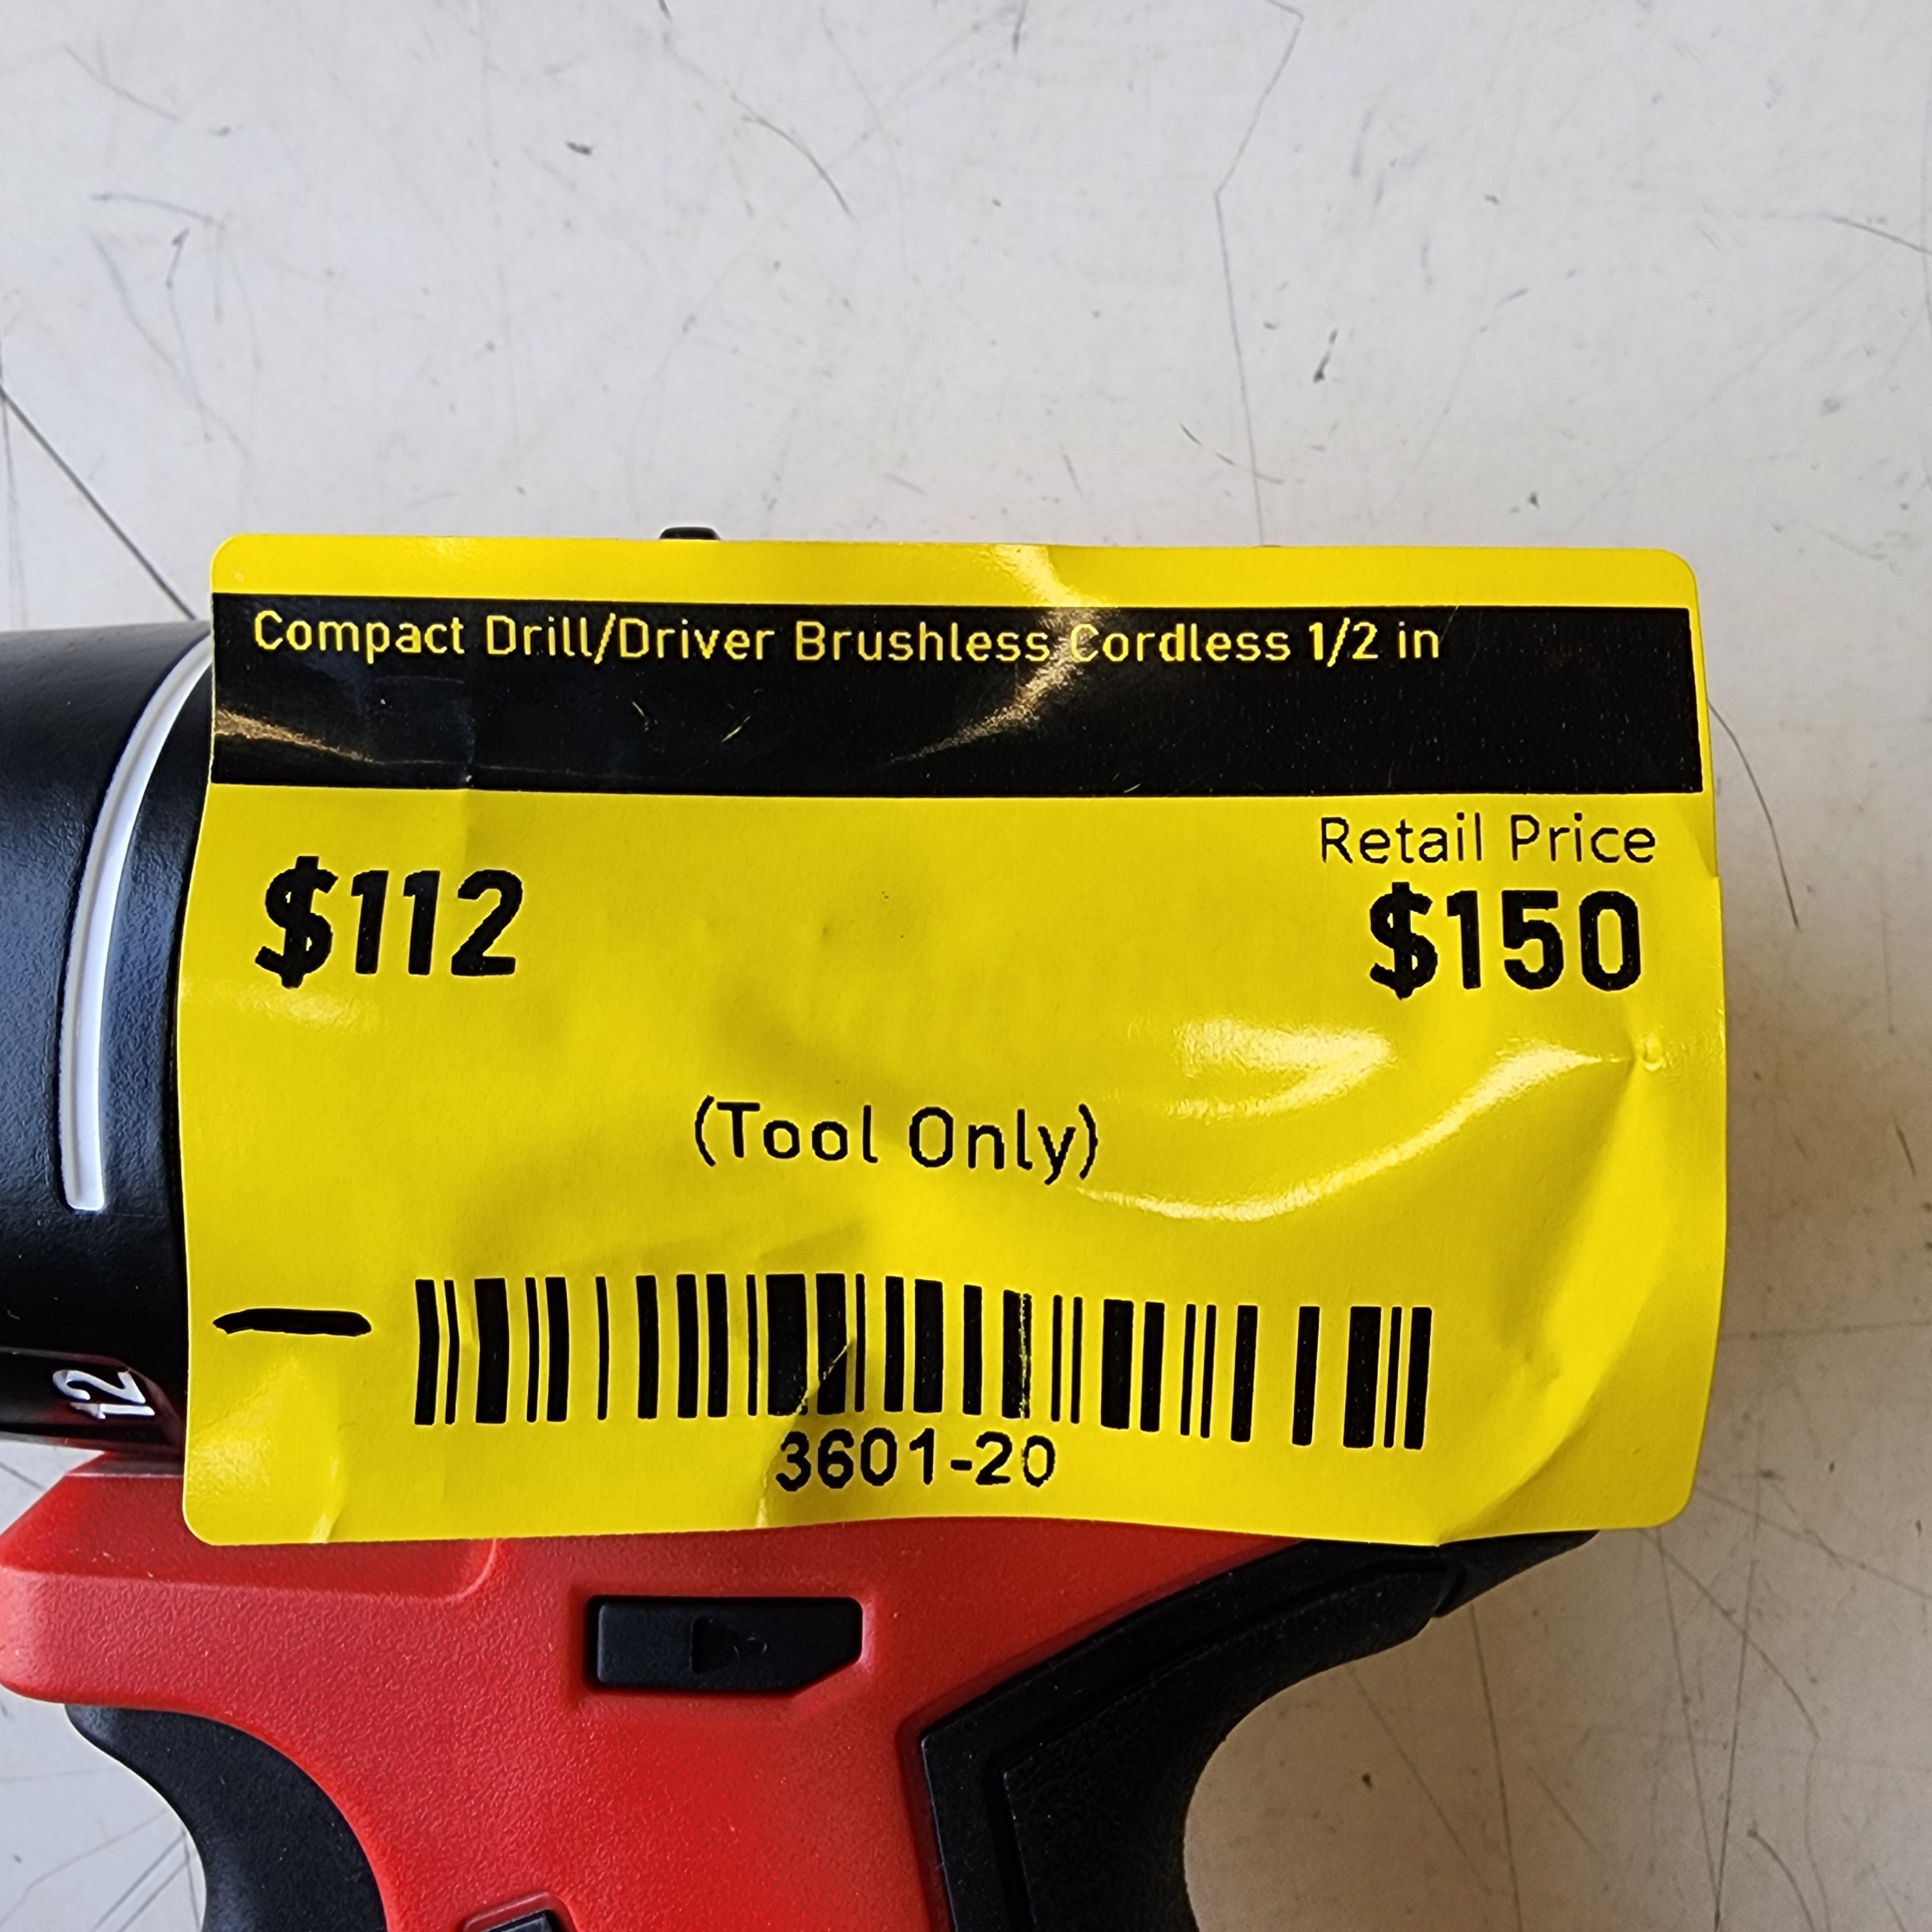 Compact Drill/Driver Brushless Cordless 1/2 in
Retail Price
$112 $150
(Tool Only)
3601-20
12